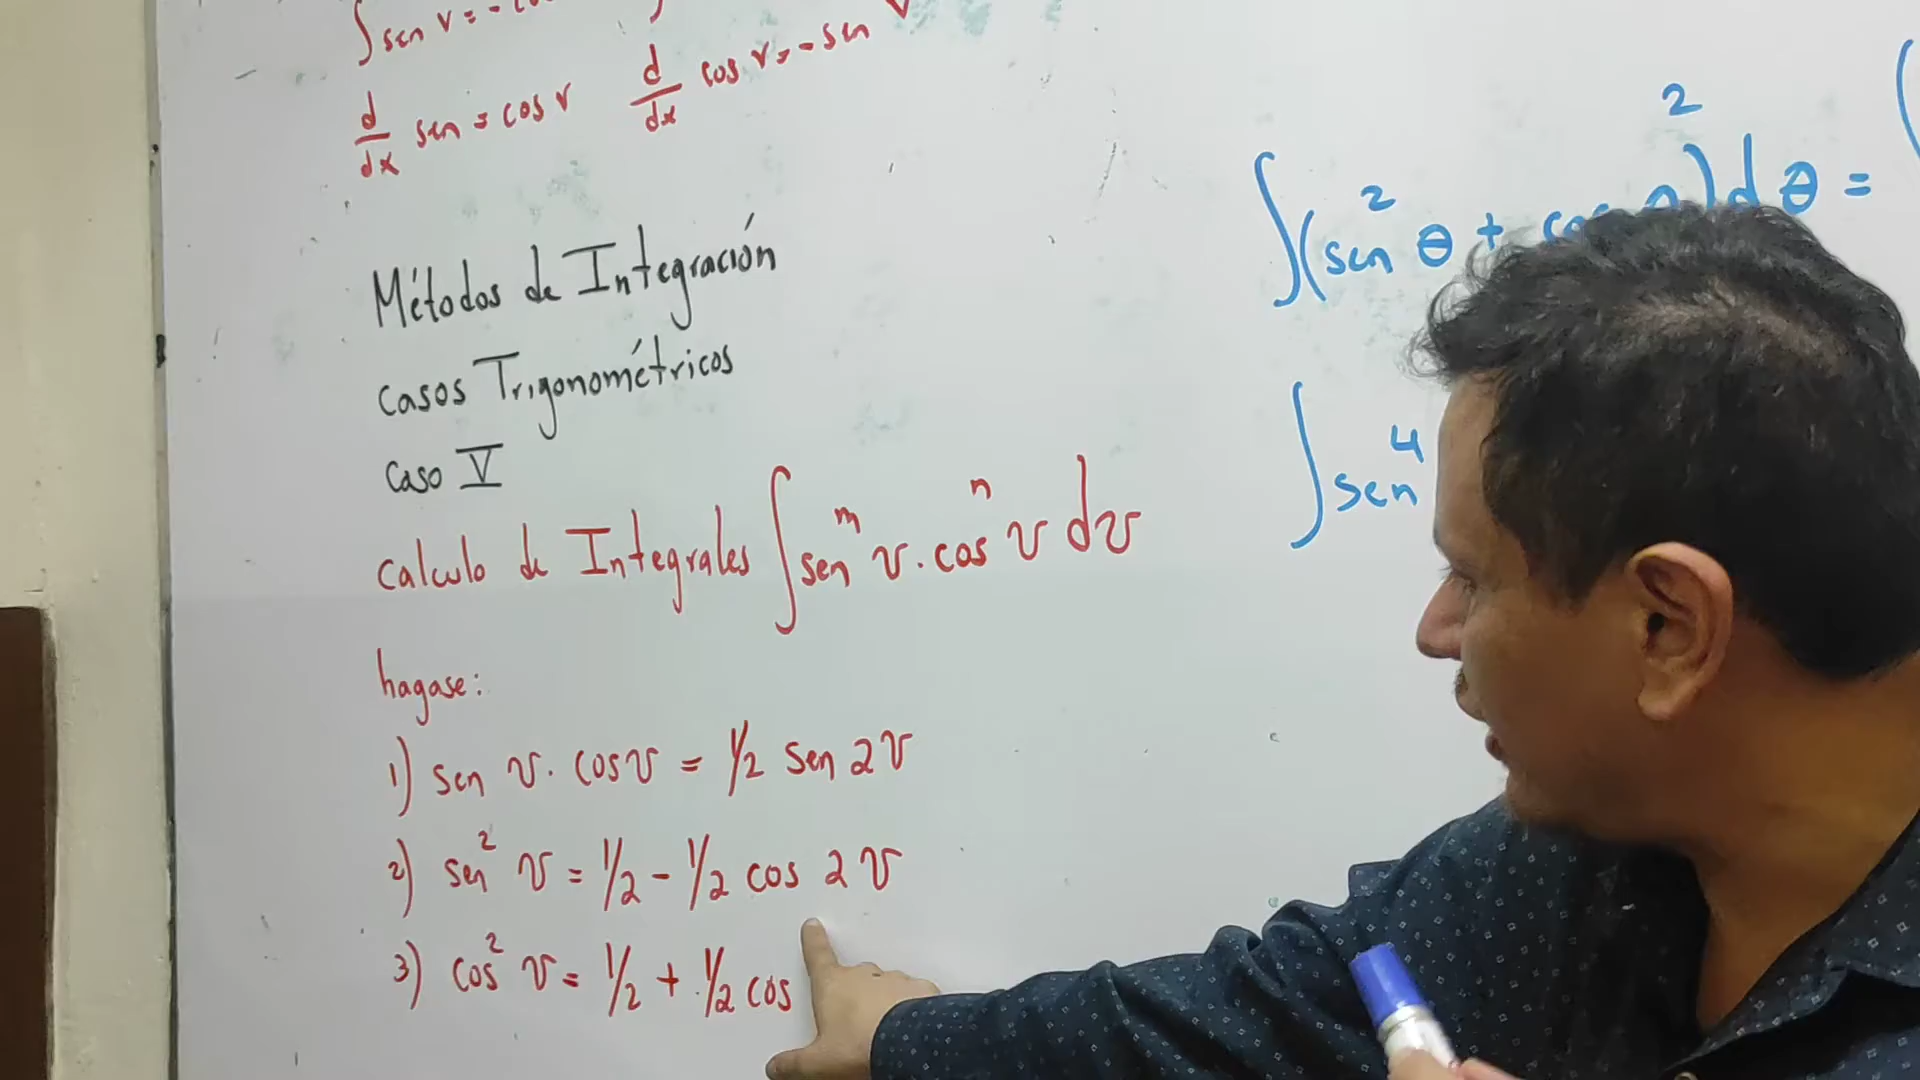 ∫ sen v = -
d/dx sen = cos v   d/dx cos v = - sen v
Métodos de Integración
casos Trigonométricos
caso V
calculo de Integrales ∫ senᵐ v . cosⁿ v dv
hagase:
1) sen v . cos v = 1/2 sen 2v
2) sen² v = 1/2 - 1/2 cos 2v
3) cos² v = 1/2 + 1/2 cos
∫(sen² θ + )² dθ =
∫ sen⁴